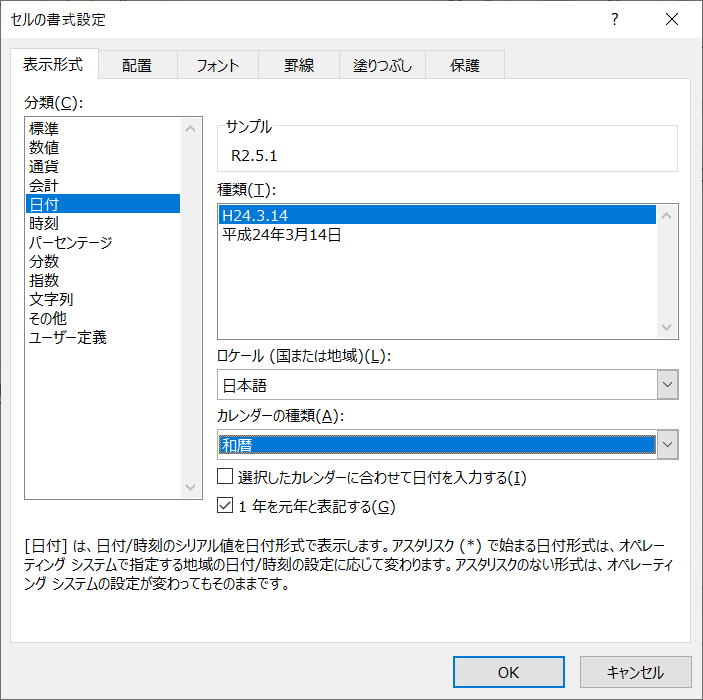 セルの書式設定
?
表示形式
配置
フォント
罫線
塗りつぶし
保護
分類(C):
標準
数値
通貨
会計
日付
時刻
パーセンテージ
分数
指数
文字列
その他
ユーザー定義
サンプル
R2.5.1
種類(T):
H24.3.14
平成24年3月14日
ロケール (国または地域)(L):
日本語
カレンダーの種類(A):
和暦
選択したカレンダーに合わせて日付を入力する(I)
1 年を元年と表記する(G)
[日付] は、日付/時刻のシリアル値を日付形式で表示します。アスタリスク (*) で始まる日付形式は、オペレー
ティング システムで指定する地域の日付/時刻の設定に応じて変わります。アスタリスクのない形式は、オペレーティ
ング システムの設定が変わってもそのままです。
OK
キャンセル